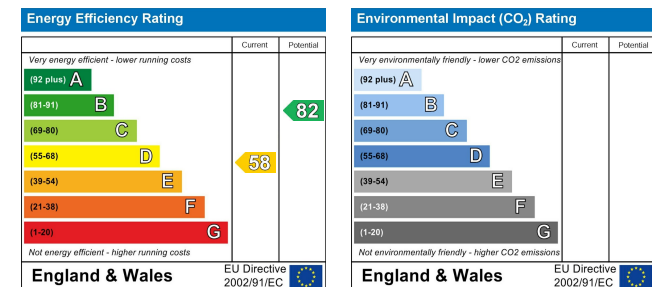 Energy Efficiency Rating
Current Potential
Very energy efficient - lower running costs
(92 plus) A
(81-91) B
82
(69-80) C
(55-68) D
58
(39-54) E
(21-38) F
(1-20) G
Not energy efficient - higher running costs
England & Wales
EU Directive
2002/91/EC
Environmental Impact (CO₂) Rating
Current Potential
Very environmentally friendly - lower CO2 emissions
(92 plus) A
(81-91) B
(69-80) C
(55-68) D
(39-54) E
(21-38) F
(1-20) G
Not environmentally friendly - higher CO2 emissions
England & Wales
EU Directive
2002/91/EC